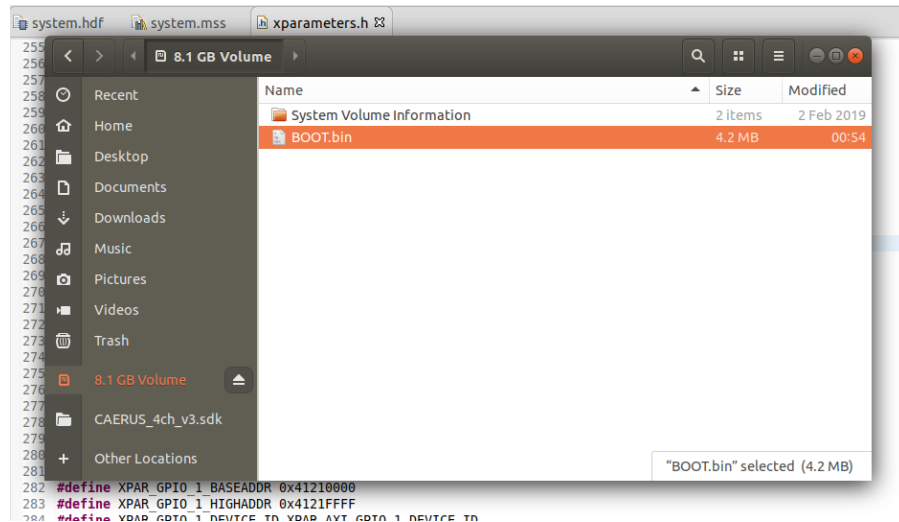 system.hdf system.mss xparameters.h
255
256
257
258
259
260
261
262
263
264
265
266
267
268
269
270
271
272
273
274
275
276
277
278
279
280
281
8.1 GB Volume
Recent
Home
Desktop
Documents
Downloads
Music
Pictures
Videos
Trash
8.1 GB Volume
CAERUS_4ch_v3.sdk
Other Locations
Name Size Modified
System Volume Information 2 items 2 Feb 2019
BOOT.bin 4.2 MB 00:54
“BOOT.bin” selected (4.2 MB)
282 #define XPAR_GPIO_1_BASEADDR 0x41210000
283 #define XPAR_GPIO_1_HIGHADDR 0x4121FFFF
284 #define XPAR_GPIO_1_DEVICE_ID XPAR_AXI_GPIO_1_DEVICE_ID